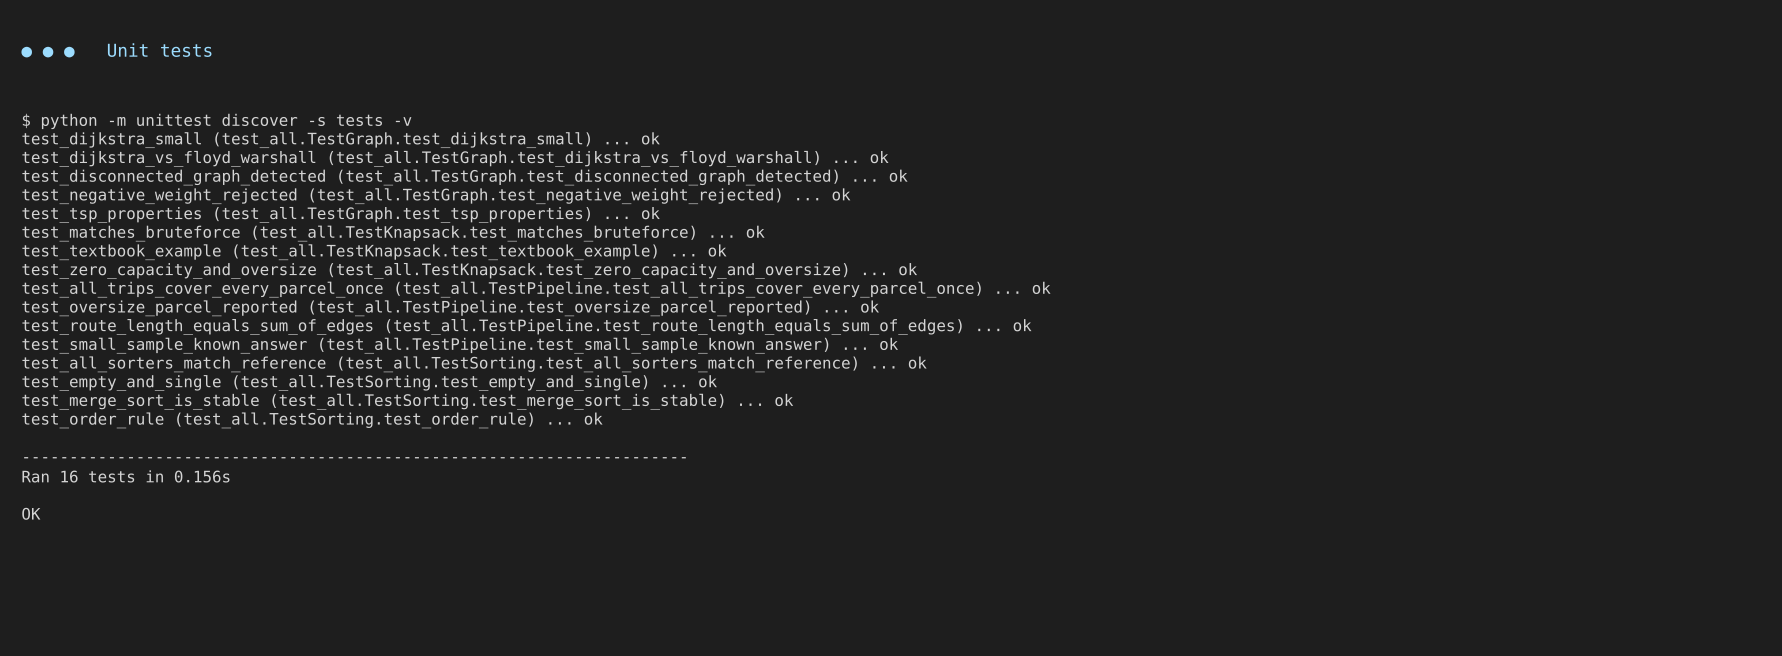 ● ● ● Unit tests
$ python -m unittest discover -s tests -v
test_dijkstra_small (test_all.TestGraph.test_dijkstra_small) ... ok
test_dijkstra_vs_floyd_warshall (test_all.TestGraph.test_dijkstra_vs_floyd_warshall) ... ok
test_disconnected_graph_detected (test_all.TestGraph.test_disconnected_graph_detected) ... ok
test_negative_weight_rejected (test_all.TestGraph.test_negative_weight_rejected) ... ok
test_tsp_properties (test_all.TestGraph.test_tsp_properties) ... ok
test_matches_bruteforce (test_all.TestKnapsack.test_matches_bruteforce) ... ok
test_textbook_example (test_all.TestKnapsack.test_textbook_example) ... ok
test_zero_capacity_and_oversize (test_all.TestKnapsack.test_zero_capacity_and_oversize) ... ok
test_all_trips_cover_every_parcel_once (test_all.TestPipeline.test_all_trips_cover_every_parcel_once) ... ok
test_oversize_parcel_reported (test_all.TestPipeline.test_oversize_parcel_reported) ... ok
test_route_length_equals_sum_of_edges (test_all.TestPipeline.test_route_length_equals_sum_of_edges) ... ok
test_small_sample_known_answer (test_all.TestPipeline.test_small_sample_known_answer) ... ok
test_all_sorters_match_reference (test_all.TestSorting.test_all_sorters_match_reference) ... ok
test_empty_and_single (test_all.TestSorting.test_empty_and_single) ... ok
test_merge_sort_is_stable (test_all.TestSorting.test_merge_sort_is_stable) ... ok
test_order_rule (test_all.TestSorting.test_order_rule) ... ok
----------------------------------------------------------------------
Ran 16 tests in 0.156s
OK